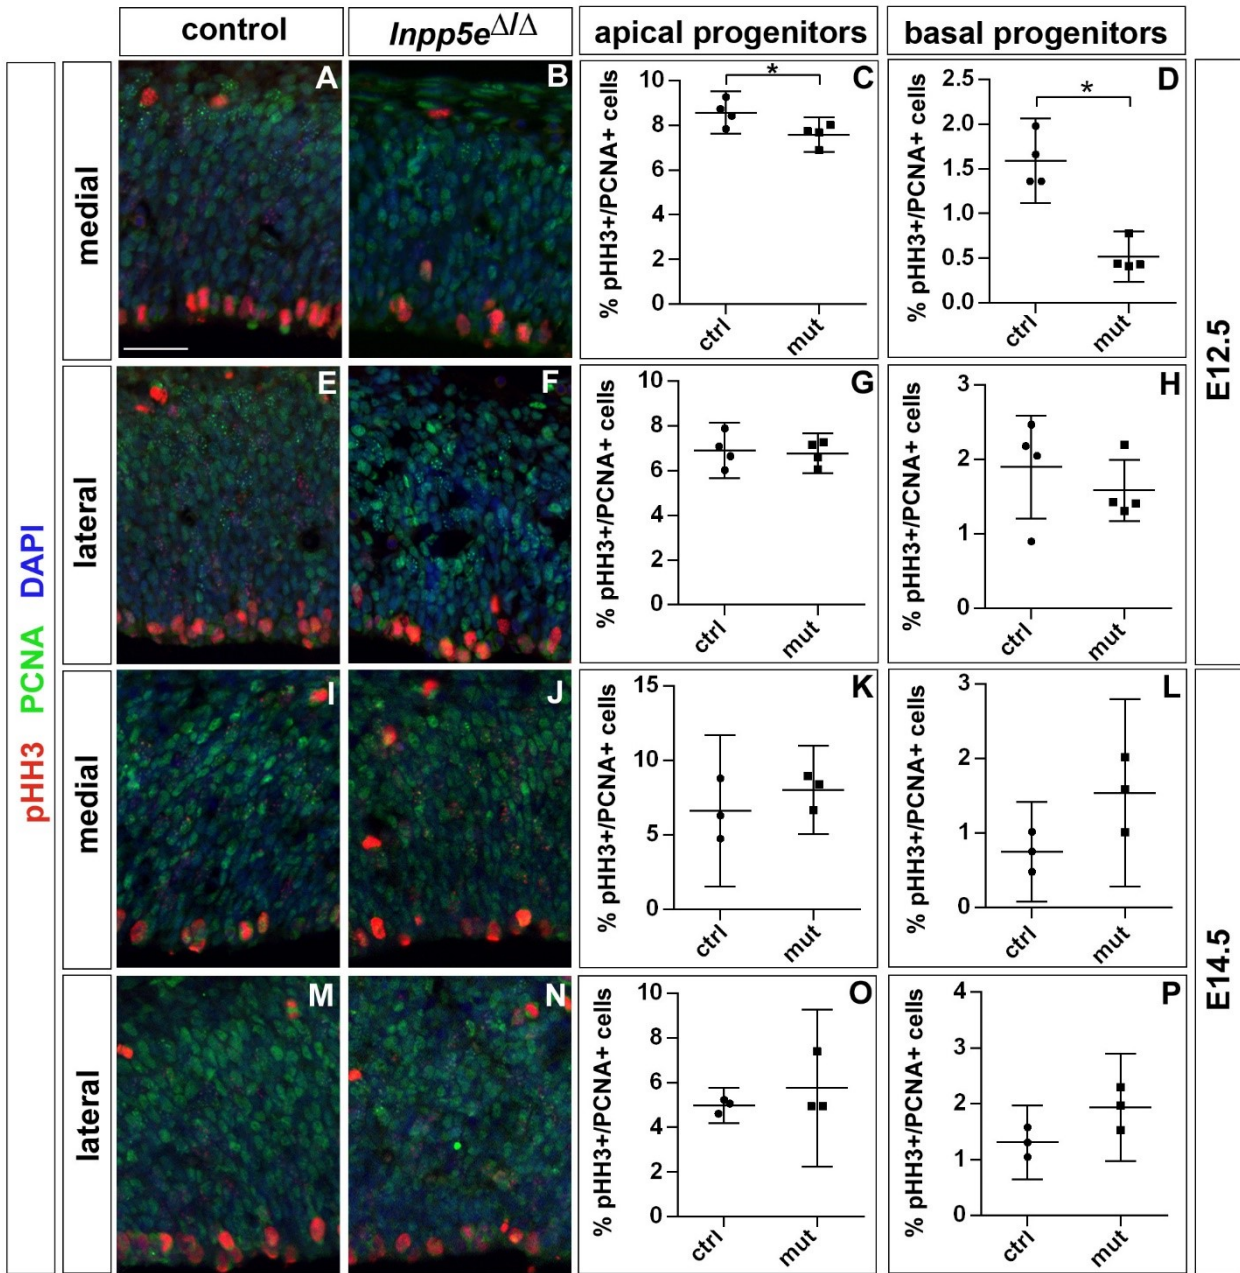 control
Inpp5eΔ/Δ
apical progenitors
basal progenitors
pHH3 PCNA DAPI
medial
A
B
C
% pHH3+/PCNA+ cells
10
8
6
4
2
0
*
ctrl
mut
D
% pHH3+/PCNA+ cells
2.5
2.0
1.5
1.0
0.5
0.0
*
ctrl
mut
E12.5
lateral
E
F
G
% pHH3+/PCNA+ cells
10
8
6
4
2
0
ctrl
mut
H
% pHH3+/PCNA+ cells
3
2
1
0
ctrl
mut
medial
I
J
K
% pHH3+/PCNA+ cells
15
10
5
0
ctrl
mut
L
% pHH3+/PCNA+ cells
3
2
1
0
ctrl
mut
E14.5
lateral
M
N
O
% pHH3+/PCNA+ cells
10
8
6
4
2
0
ctrl
mut
P
% pHH3+/PCNA+ cells
4
3
2
1
0
ctrl
mut